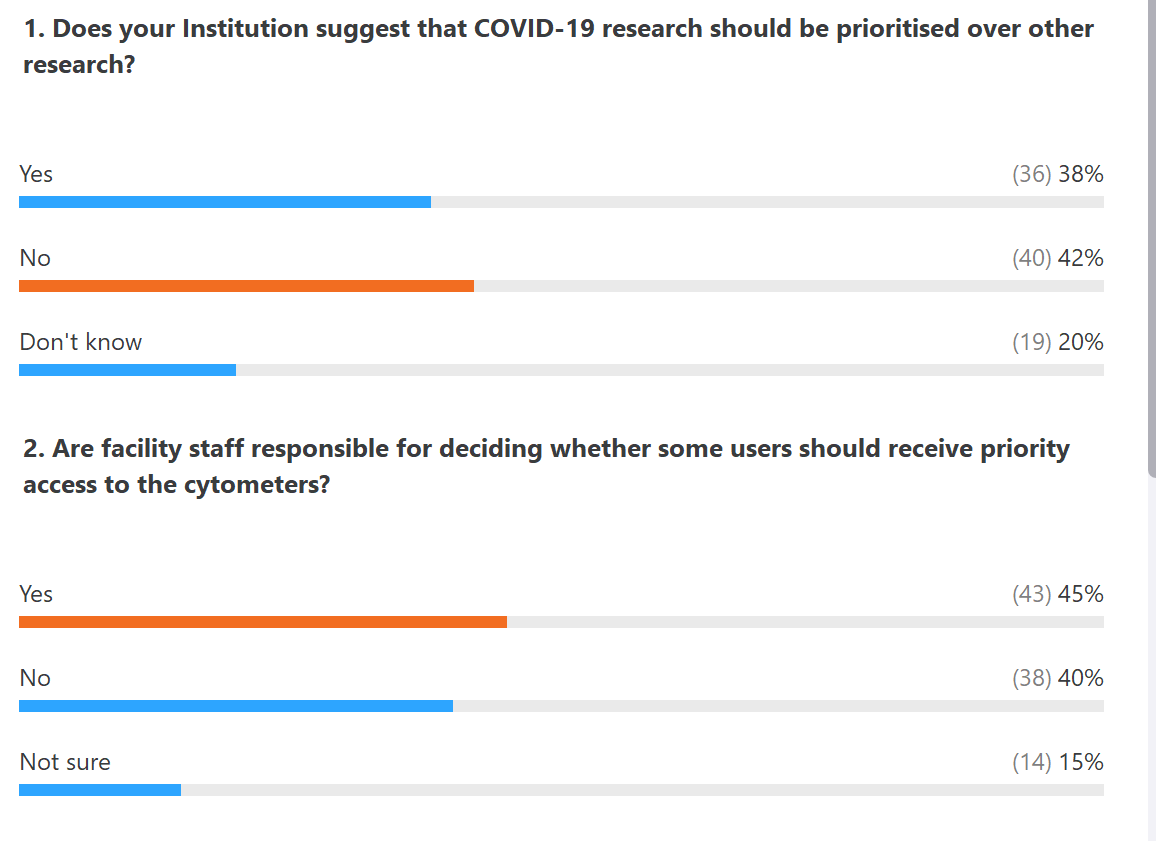 1. Does your Institution suggest that COVID-19 research should be prioritised over other
research?
Yes (36) 38%
No (40) 42%
Don't know (19) 20%
2. Are facility staff responsible for deciding whether some users should receive priority
access to the cytometers?
Yes (43) 45%
No (38) 40%
Not sure (14) 15%